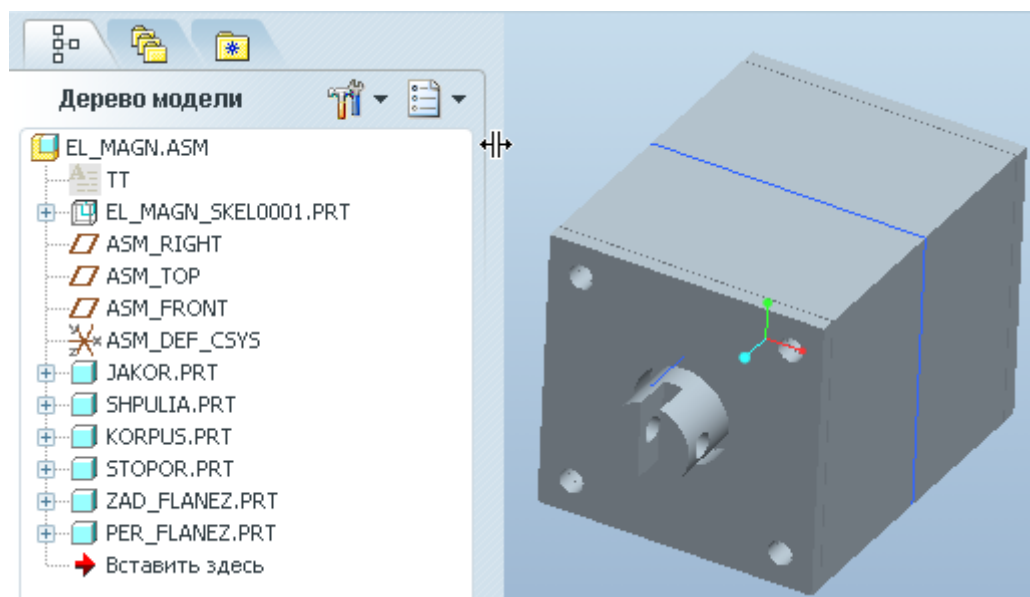 Дерево модели
EL_MAGN.ASM
TT
EL_MAGN_SKEL0001.PRT
ASM_RIGHT
ASM_TOP
ASM_FRONT
ASM_DEF_CSYS
JAKOR.PRT
SHPULIA.PRT
KORPUS.PRT
STOPOR.PRT
ZAD_FLANEZ.PRT
PER_FLANEZ.PRT
Вставить здесь